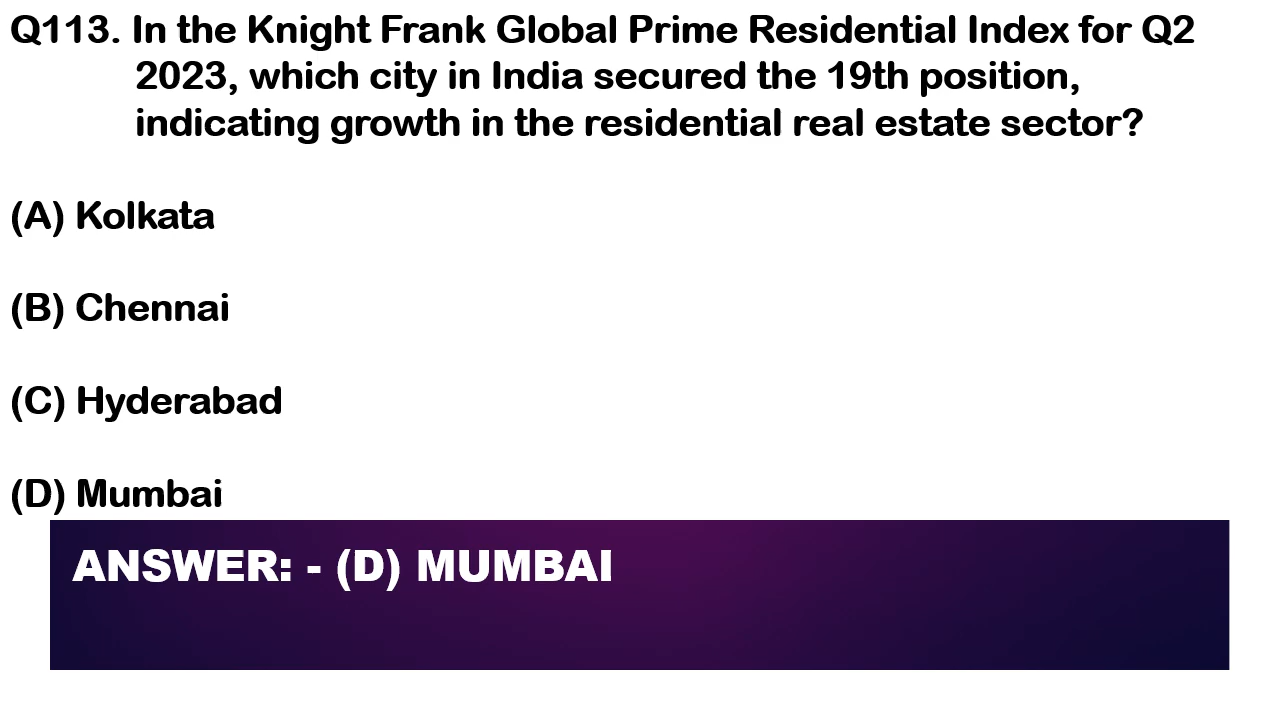 Q113. In the Knight Frank Global Prime Residential Index for Q2
2023, which city in India secured the 19th position,
indicating growth in the residential real estate sector?
(A) Kolkata
(B) Chennai
(C) Hyderabad
(D) Mumbai
ANSWER: - (D) MUMBAI